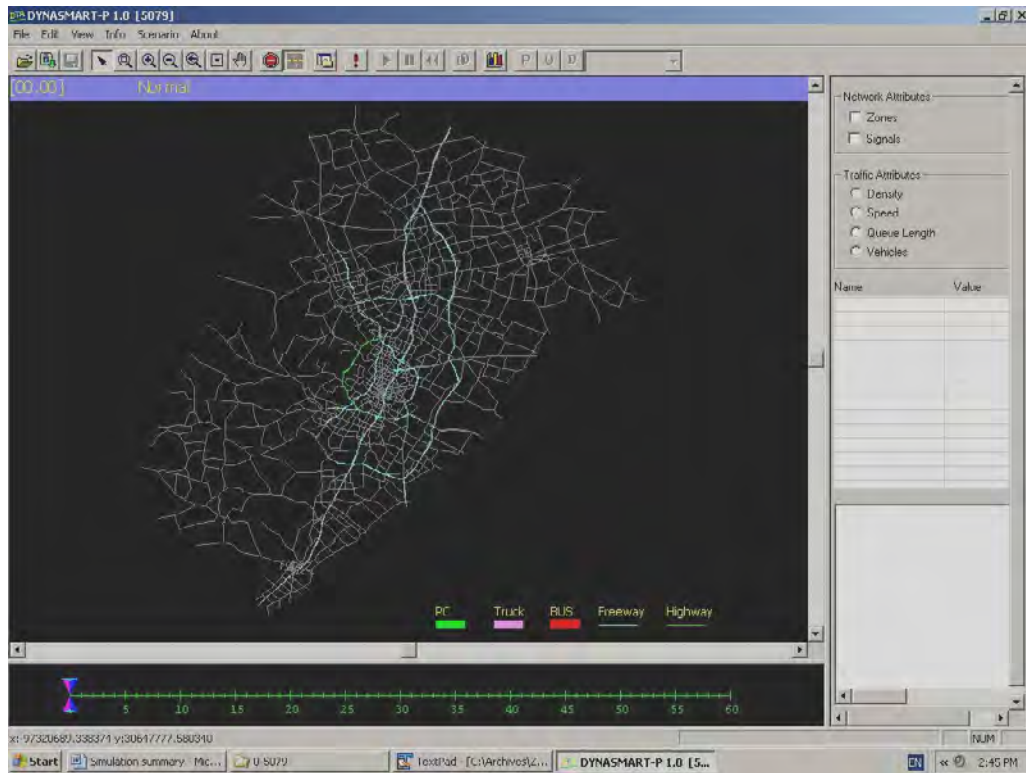 DYNASMART-P 1.0 [5079]
File Edit View Info Scenario About
P U D
[00.00] Normal
Network Attributes
Zones
Signals
Traffic Attributes
Density
Speed
Queue Length
Vehicles
Name Value
PC Truck BUS Freeway Highway
5 10 15 20 25 30 35 40 45 50 55 60
NUM
Start Simulation summary - Mic... 0-5079 TextPad - [C:\Archives\2... DYNASMART-P 1.0 [5... EN « 2:45 PM